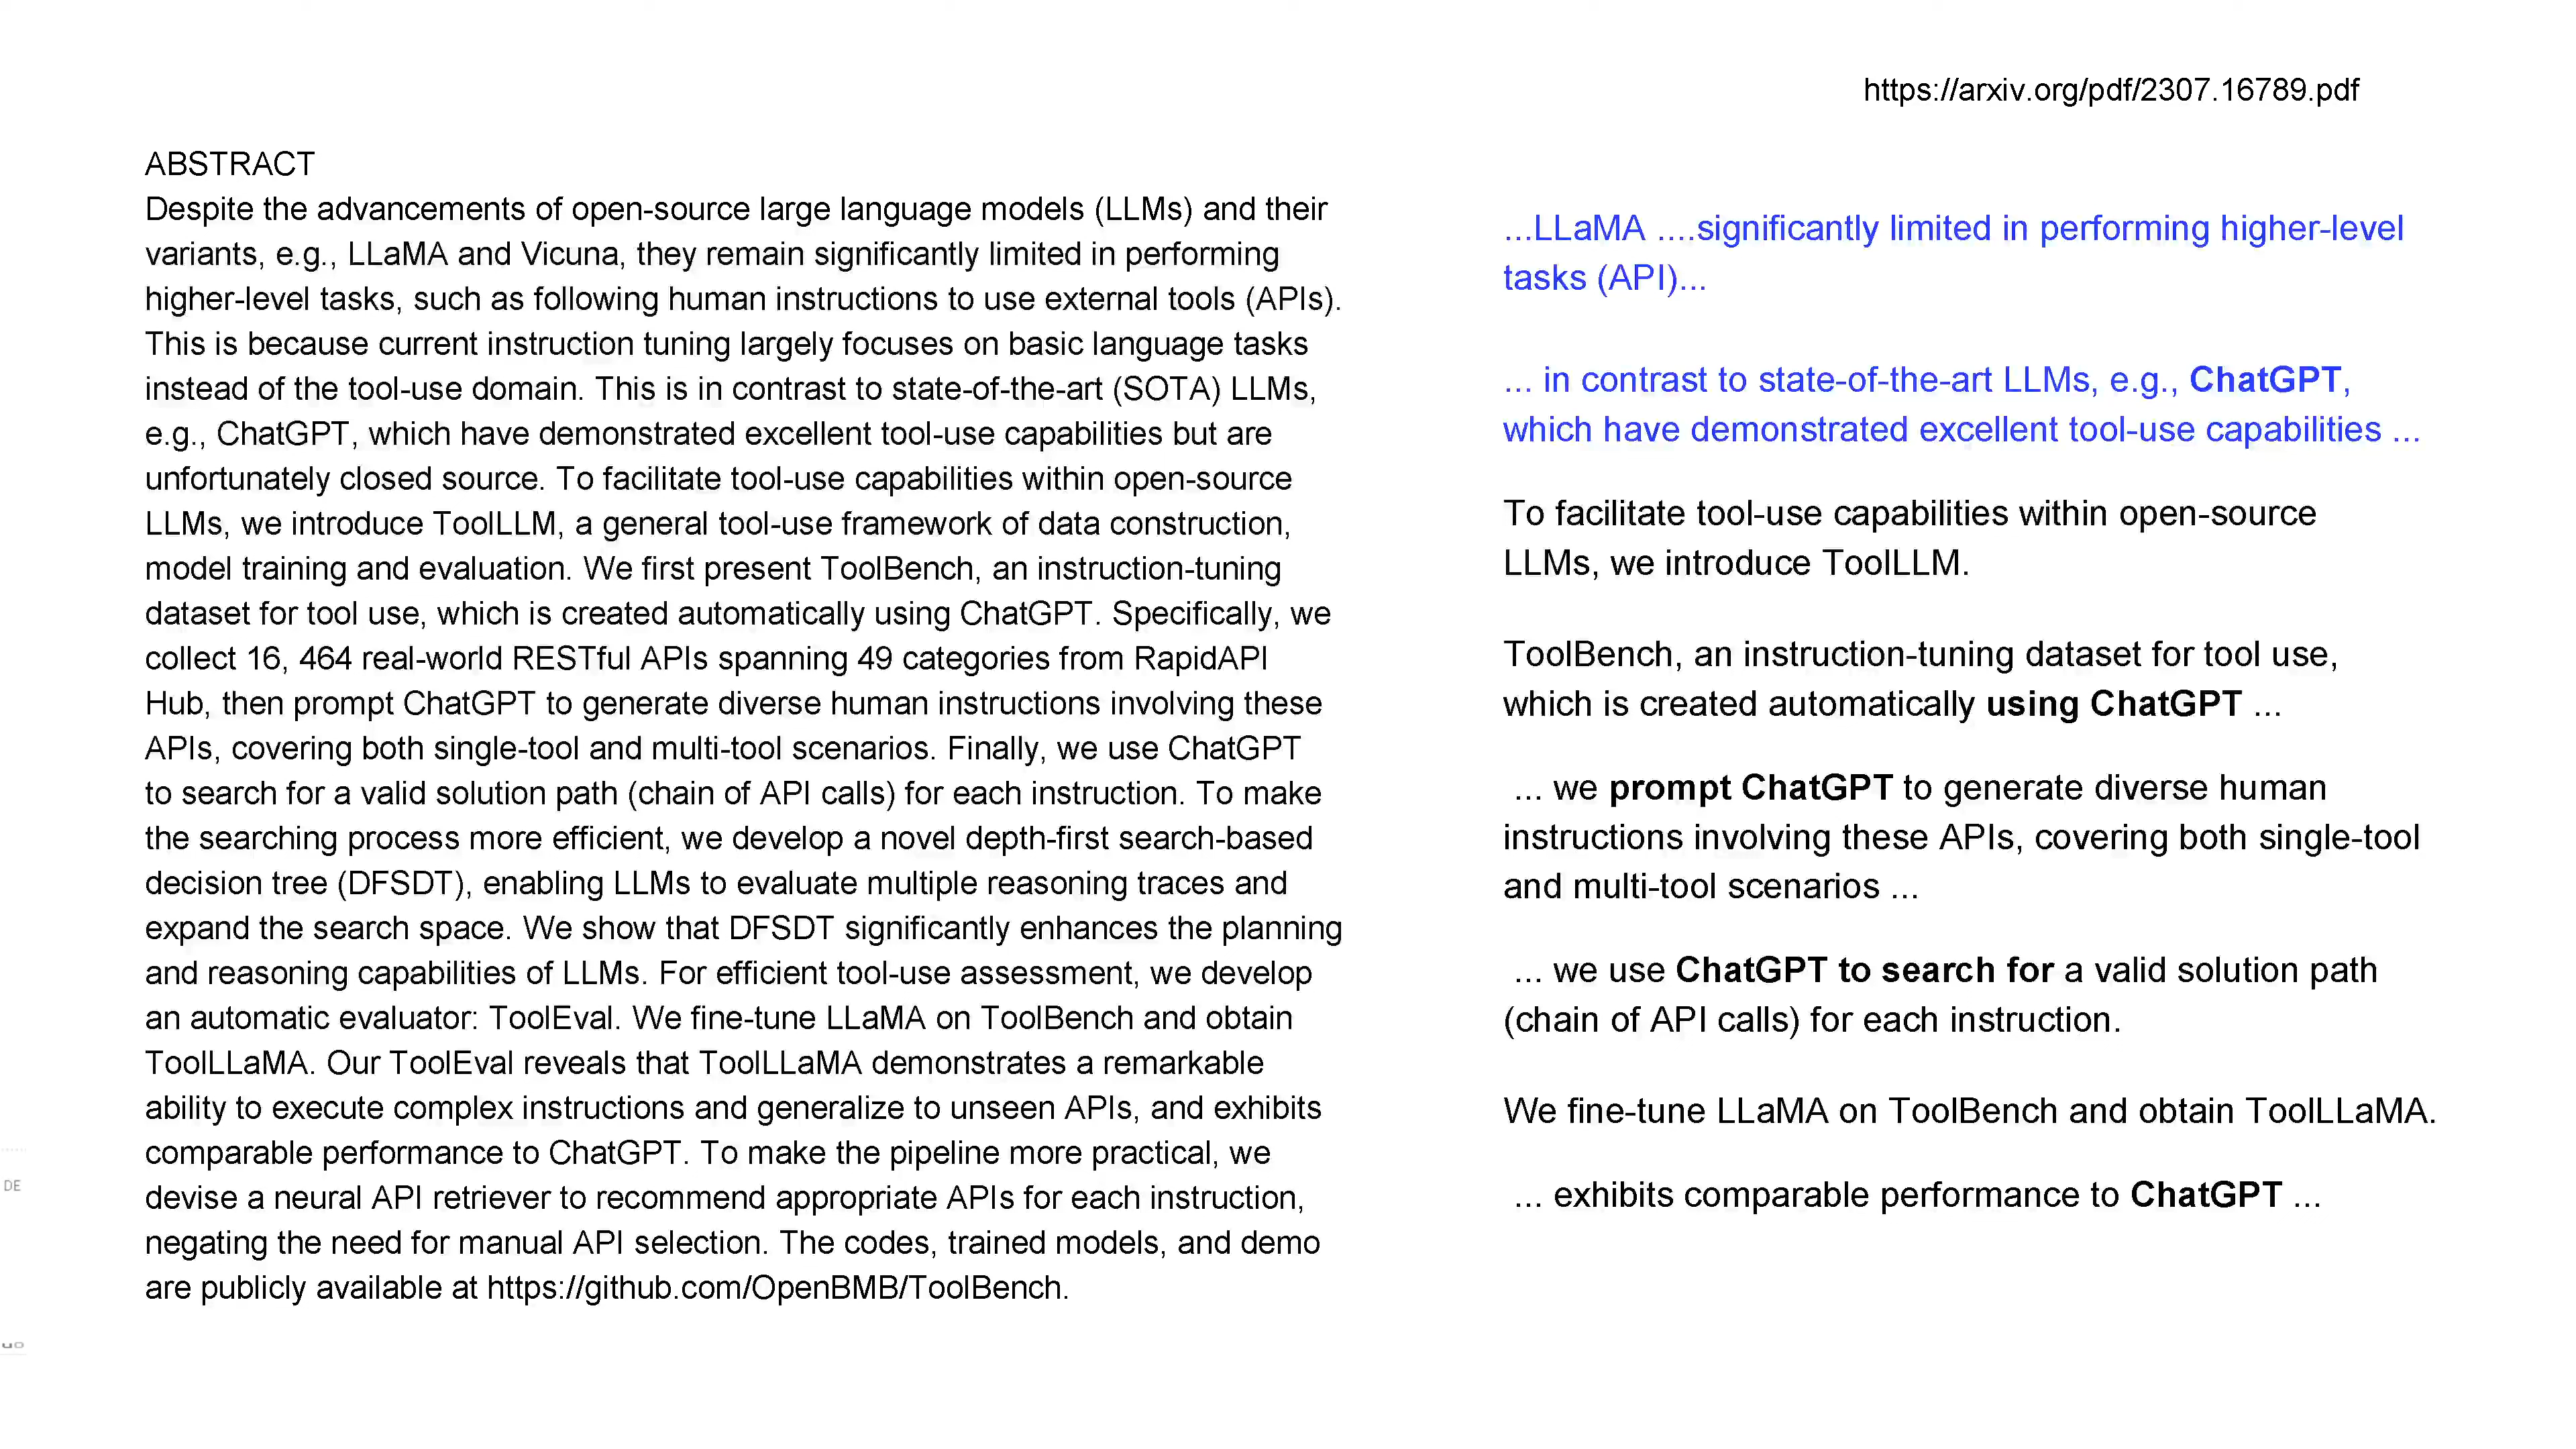 https://arxiv.org/pdf/2307.16789.pdf
ABSTRACT
Despite the advancements of open-source large language models (LLMs) and their
variants, e.g., LLaMA and Vicuna, they remain significantly limited in performing
higher-level tasks, such as following human instructions to use external tools (APIs).
This is because current instruction tuning largely focuses on basic language tasks
instead of the tool-use domain. This is in contrast to state-of-the-art (SOTA) LLMs,
e.g., ChatGPT, which have demonstrated excellent tool-use capabilities but are
unfortunately closed source. To facilitate tool-use capabilities within open-source
LLMs, we introduce ToolLLM, a general tool-use framework of data construction,
model training and evaluation. We first present ToolBench, an instruction-tuning
dataset for tool use, which is created automatically using ChatGPT. Specifically, we
collect 16, 464 real-world RESTful APIs spanning 49 categories from RapidAPI
Hub, then prompt ChatGPT to generate diverse human instructions involving these
APIs, covering both single-tool and multi-tool scenarios. Finally, we use ChatGPT
to search for a valid solution path (chain of API calls) for each instruction. To make
the searching process more efficient, we develop a novel depth-first search-based
decision tree (DFSDT), enabling LLMs to evaluate multiple reasoning traces and
expand the search space. We show that DFSDT significantly enhances the planning
and reasoning capabilities of LLMs. For efficient tool-use assessment, we develop
an automatic evaluator: ToolEval. We fine-tune LLaMA on ToolBench and obtain
ToolLLaMA. Our ToolEval reveals that ToolLLaMA demonstrates a remarkable
ability to execute complex instructions and generalize to unseen APIs, and exhibits
comparable performance to ChatGPT. To make the pipeline more practical, we
devise a neural API retriever to recommend appropriate APIs for each instruction,
negating the need for manual API selection. The codes, trained models, and demo
are publicly available at https://github.com/OpenBMB/ToolBench.
...LLaMA ....significantly limited in performing higher-level
tasks (API)...
... in contrast to state-of-the-art LLMs, e.g., ChatGPT,
which have demonstrated excellent tool-use capabilities ...
To facilitate tool-use capabilities within open-source
LLMs, we introduce ToolLLM.
ToolBench, an instruction-tuning dataset for tool use,
which is created automatically using ChatGPT ...
... we prompt ChatGPT to generate diverse human
instructions involving these APIs, covering both single-tool
and multi-tool scenarios ...
... we use ChatGPT to search for a valid solution path
(chain of API calls) for each instruction.
We fine-tune LLaMA on ToolBench and obtain ToolLLaMA.
... exhibits comparable performance to ChatGPT ...
DE